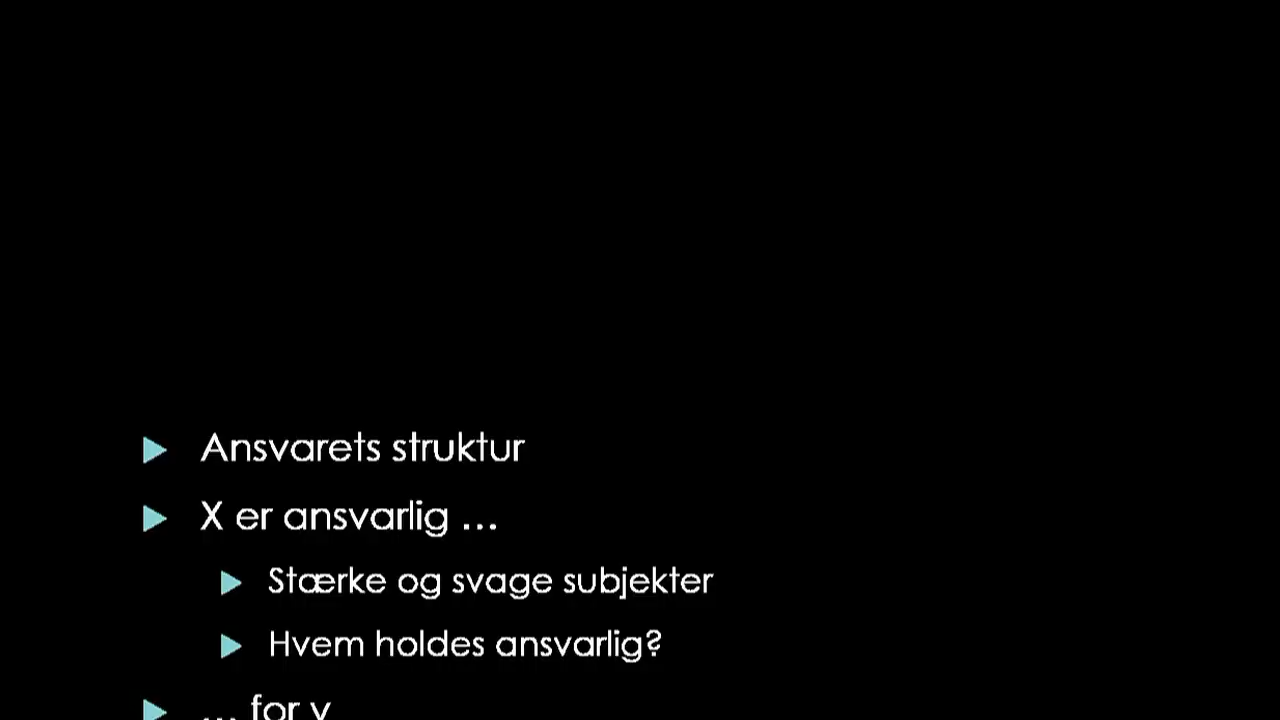 Ansvarets struktur
X er ansvarlig …
Stærke og svage subjekter
Hvem holdes ansvarlig?
… for y